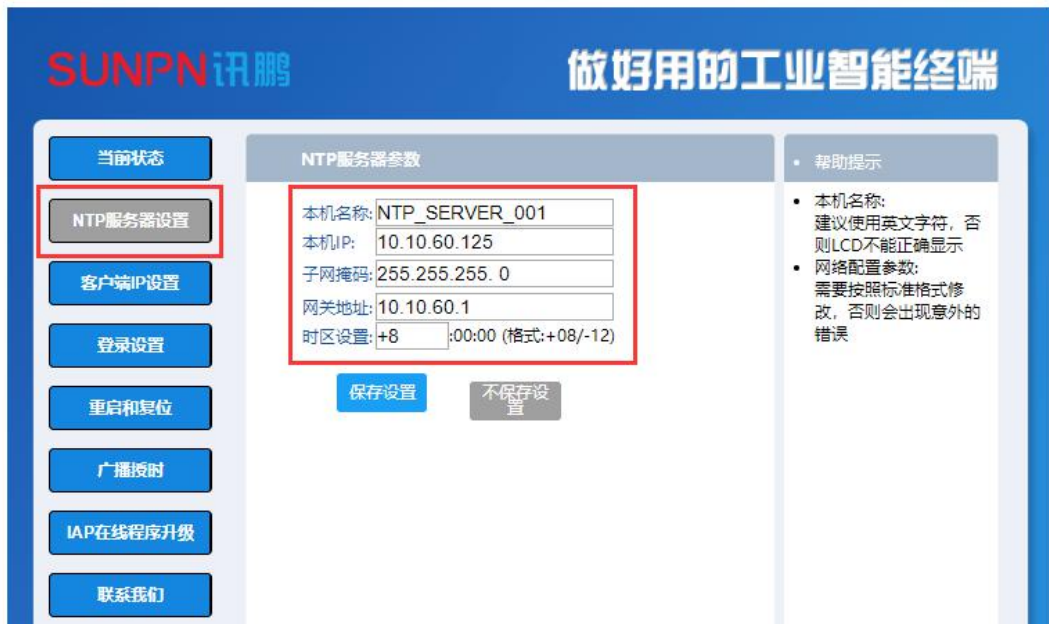 SUNPN讯鹏
做好用的工业智能终端
当前状态
NTP服务器设置
客户端IP设置
登录设置
重启和复位
广播授时
IAP在线程序升级
联系我们
NTP服务器参数
本机名称: NTP_SERVER_001
本机IP: 10.10.60.125
子网掩码: 255.255.255. 0
网关地址: 10.10.60.1
时区设置: +8 :00:00 (格式:+08/-12)
保存设置
不保存设
置
• 帮助提示
• 本机名称:
建议使用英文字符，否
则LCD不能正确显示
• 网络配置参数:
需要按照标准格式修
改，否则会出现意外的
错误